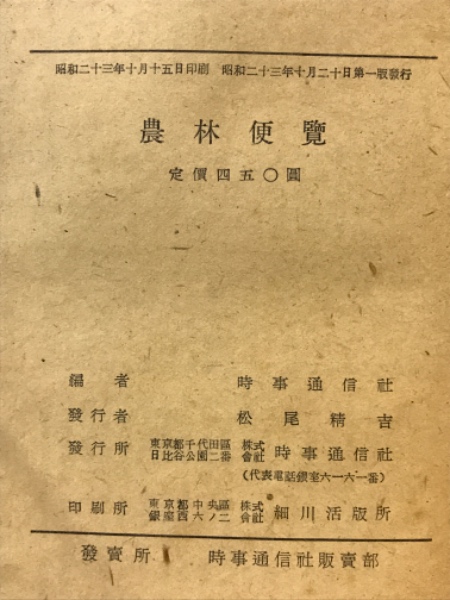 昭和二十三年十月十五日印刷　昭和二十三年十月二十日第一版發行
農林便覽
定價四五〇圓
編者　時事通信社
發行者　松尾精吉
發行所　東京都千代田區日比谷公園二番　株式會社　時事通信社
（代表電話銀座六一六一番）
印刷所　東京都中央區銀座西六ノ二　株式會社　細川活版所
發賣所　時事通信社販賣部